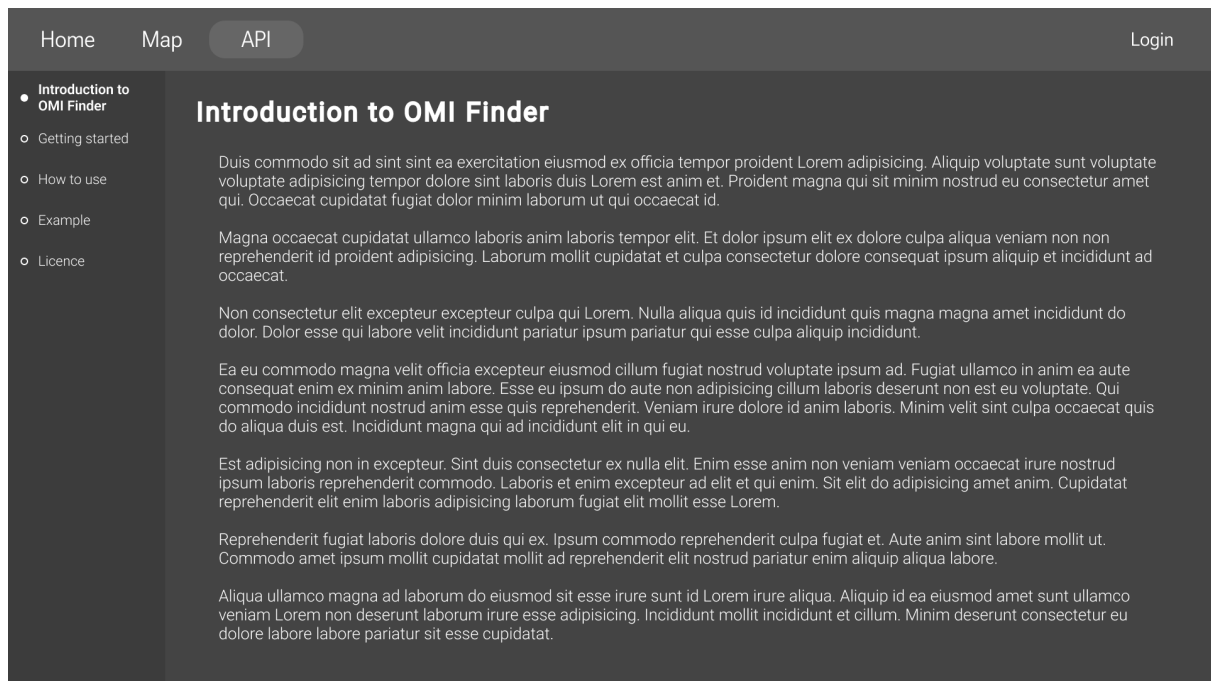 Home Map API Login
Introduction to
OMI Finder
Getting started
How to use
Example
Licence
Introduction to OMI Finder
Duis commodo sit ad sint sint ea exercitation eiusmod ex officia tempor proident Lorem adipisicing. Aliquip voluptate sunt voluptate
voluptate adipisicing tempor dolore sint laboris duis Lorem est anim et. Proident magna qui sit minim nostrud eu consectetur amet
qui. Occaecat cupidatat fugiat dolor minim laborum ut qui occaecat id.
Magna occaecat cupidatat ullamco laboris anim laboris tempor elit. Et dolor ipsum elit ex dolore culpa aliqua veniam non non
reprehenderit id proident adipisicing. Laborum mollit cupidatat et culpa consectetur dolore consequat ipsum aliquip et incididunt ad
occaecat.
Non consectetur elit excepteur excepteur culpa qui Lorem. Nulla aliqua quis id incididunt quis magna magna amet incididunt do
dolor. Dolor esse qui labore velit incididunt pariatur ipsum pariatur qui esse culpa aliquip incididunt.
Ea eu commodo magna velit officia excepteur eiusmod cillum fugiat nostrud voluptate ipsum ad. Fugiat ullamco in anim ea aute
consequat enim ex minim anim labore. Esse eu ipsum do aute non adipisicing cillum laboris deserunt non est eu voluptate. Qui
commodo incididunt nostrud anim esse quis reprehenderit. Veniam irure dolore id anim laboris. Minim velit sint culpa occaecat quis
do aliqua duis est. Incididunt magna qui ad incididunt elit in qui eu.
Est adipisicing non in excepteur. Sint duis consectetur ex nulla elit. Enim esse anim non veniam veniam occaecat irure nostrud
ipsum laboris reprehenderit commodo. Laboris et enim excepteur ad elit et qui enim. Sit elit do adipisicing amet anim. Cupidatat
reprehenderit elit enim laboris adipisicing laborum fugiat elit mollit esse Lorem.
Reprehenderit fugiat laboris dolore duis qui ex. Ipsum commodo reprehenderit culpa fugiat et. Aute anim sint labore mollit ut.
Commodo amet ipsum mollit cupidatat mollit ad reprehenderit elit nostrud pariatur enim aliquip aliqua labore.
Aliqua ullamco magna ad laborum do eiusmod sit esse irure sunt id Lorem irure aliqua. Aliquip id ea eiusmod amet sunt ullamco
veniam Lorem non deserunt laborum irure esse adipisicing. Incididunt mollit incididunt et cillum. Minim deserunt consectetur eu
dolore labore labore pariatur sit esse cupidatat.